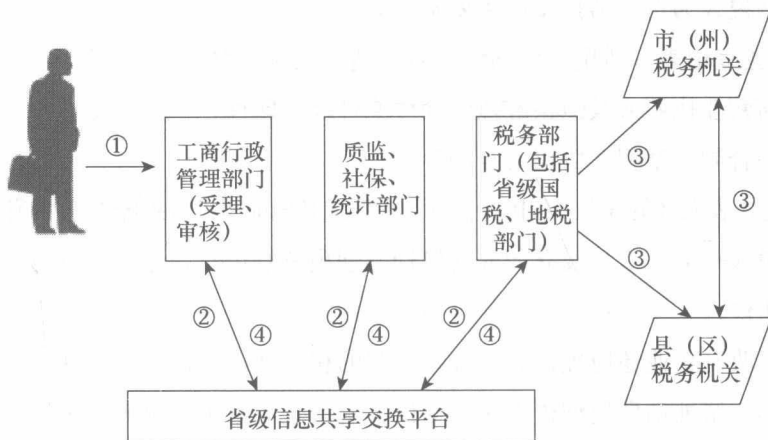 市（州）
税务机关
①
工商行政
管理部门
（受理、
审核）
质监、
社保、
统计部门
税务部
门（包括
省级国
税、地税
部门）
③
③
③
②
④
②
④
②
④
县（区）
税务机关
省级信息共享交换平台